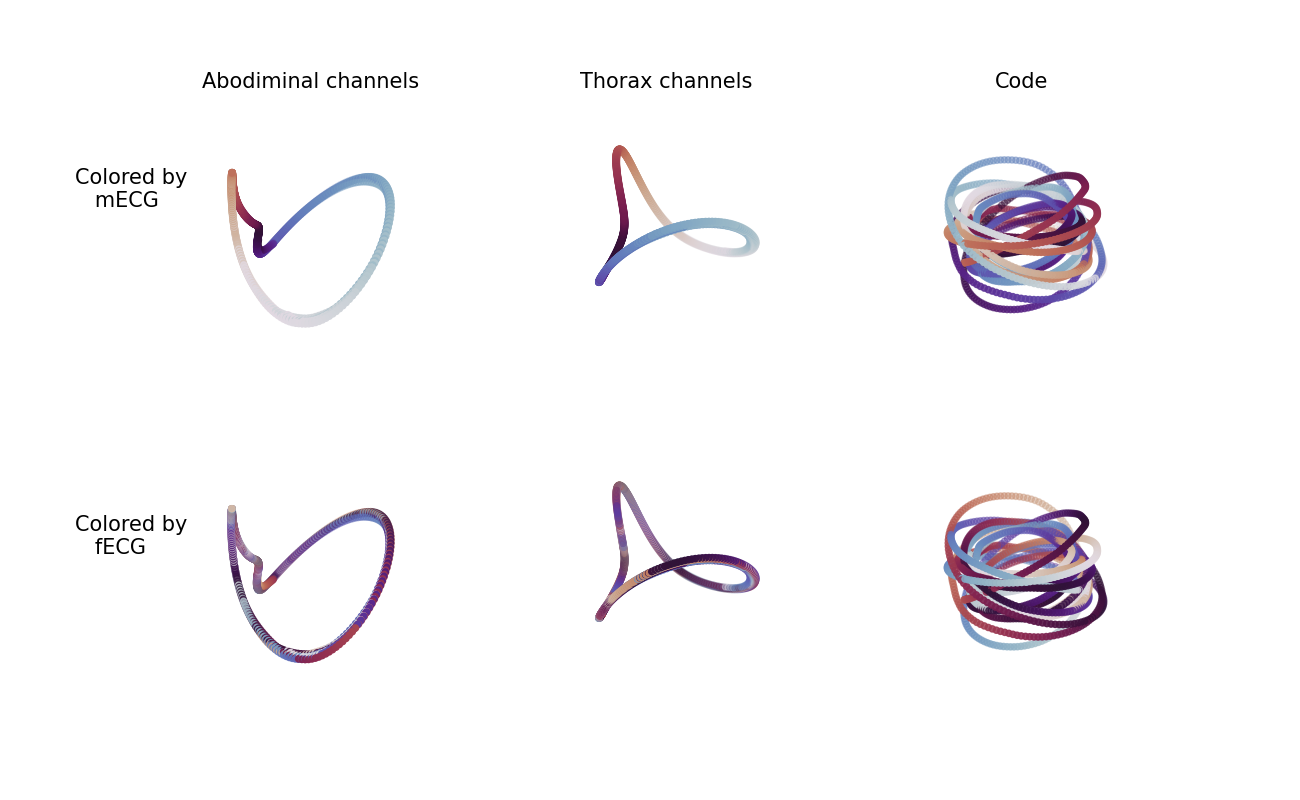 Abodiminal channels
Thorax channels
Code
Colored by
mECG
Colored by
fECG